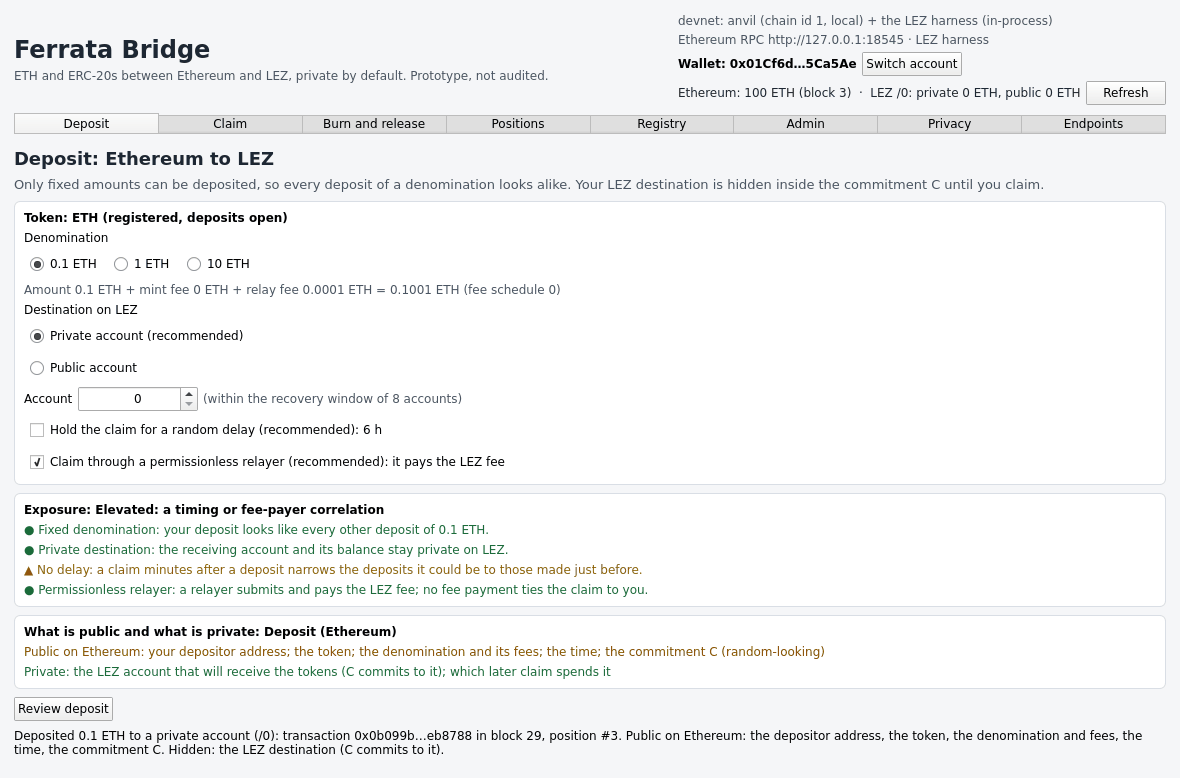 devnet: anvil (chain id 1, local) + the LEZ harness (in-process)
Ferrata Bridge
Ethereum RPC http://127.0.0.1:18545 · LEZ harness
Wallet: 0x01Cf6d...5Ca5Ae Switch account
ETH and ERC-20s between Ethereum and LEZ, private by default. Prototype, not audited.
Ethereum: 100 ETH (block 3) · LEZ /0: private 0 ETH, public 0 ETH Refresh
Deposit Claim Burn and release Positions Registry Admin Privacy Endpoints
Deposit: Ethereum to LEZ
Only fixed amounts can be deposited, so every deposit of a denomination looks alike. Your LEZ destination is hidden inside the commitment C until you claim.
Token: ETH (registered, deposits open)
Denomination
0.1 ETH 1 ETH 10 ETH
Amount 0.1 ETH + mint fee 0 ETH + relay fee 0.0001 ETH = 0.1001 ETH (fee schedule 0)
Destination on LEZ
Private account (recommended)
Public account
Account 0 (within the recovery window of 8 accounts)
Hold the claim for a random delay (recommended): 6 h
Claim through a permissionless relayer (recommended): it pays the LEZ fee
Exposure: Elevated: a timing or fee-payer correlation
● Fixed denomination: your deposit looks like every other deposit of 0.1 ETH.
● Private destination: the receiving account and its balance stay private on LEZ.
▲ No delay: a claim minutes after a deposit narrows the deposits it could be to those made just before.
● Permissionless relayer: a relayer submits and pays the LEZ fee; no fee payment ties the claim to you.
What is public and what is private: Deposit (Ethereum)
Public on Ethereum: your depositor address; the token; the denomination and its fees; the time; the commitment C (random-looking)
Private: the LEZ account that will receive the tokens (C commits to it); which later claim spends it
Review deposit
Deposited 0.1 ETH to a private account (/0): transaction 0x0b099b...eb8788 in block 29, position #3. Public on Ethereum: the depositor address, the token, the denomination and fees, the
time, the commitment C. Hidden: the LEZ destination (C commits to it).